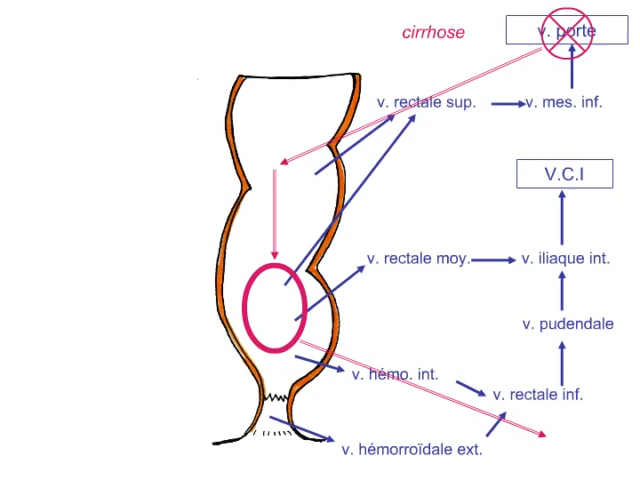 cirrhose
v. porte
v. rectale sup.
v. mes. inf.
V.C.I
v. rectale moy.
v. iliaque int.
v. pudendale
v. hémo. int.
v. rectale inf.
v. hémorroïdale ext.